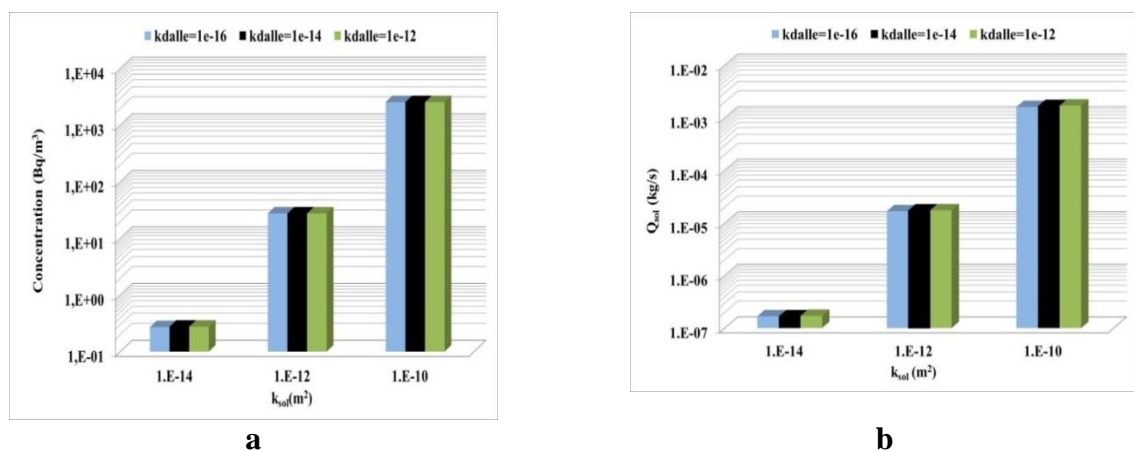 kdalle=1e-16 kdalle=1e-14 kdalle=1e-12
1,E+04
1,E+03
1,E+02
1,E+01
1,E+00
1,E-01
Concentration (Bq/m³)
1.E-14 1.E-12 1.E-10
ksol(m²)
a
kdalle=1e-16 kdalle=1e-14 kdalle=1e-12
1.E-02
1.E-03
1.E-04
1.E-05
1.E-06
1.E-07
Qsol (kg/s)
1.E-14 1.E-12 1.E-10
ksol (m²)
b